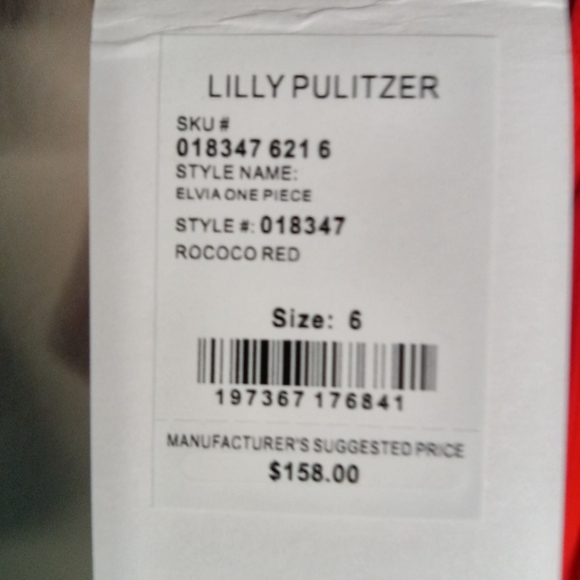 LILLY PULITZER
SKU #
018347 621 6
STYLE NAME:
ELVIA ONE PIECE
STYLE #: 018347
ROCOCO RED
Size: 6
197367 176841
MANUFACTURER'S SUGGESTED PRICE
$158.00